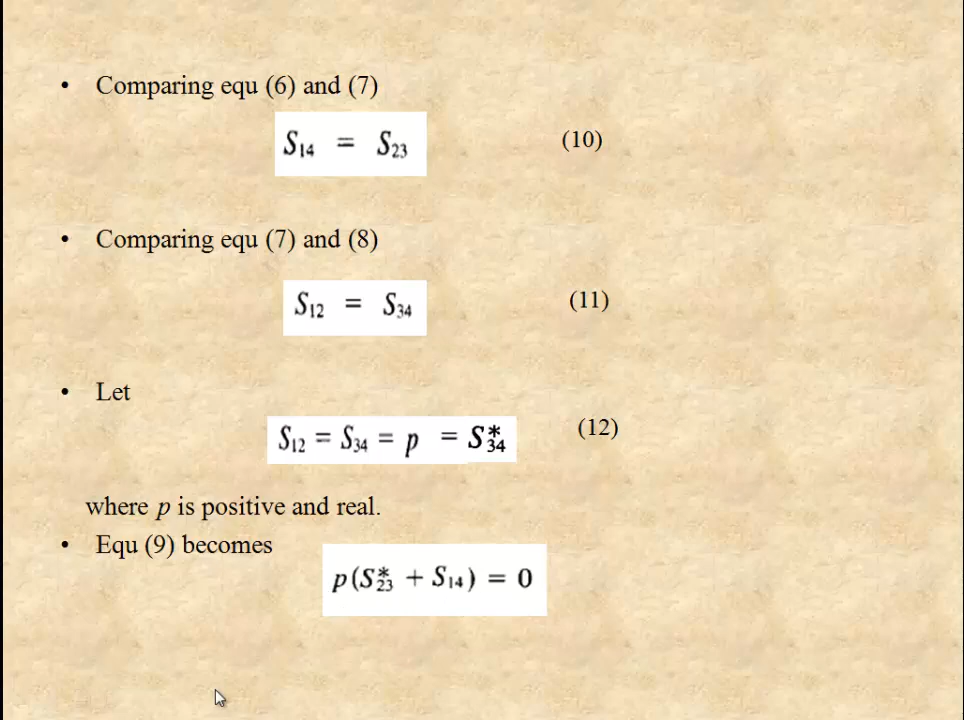 • Comparing equ (6) and (7)
S₁₄ = S₂₃ (10)
• Comparing equ (7) and (8)
S₁₂ = S₃₄ (11)
• Let
S₁₂ = S₃₄ = p = S*₃₄ (12)
where p is positive and real.
• Equ (9) becomes
p(S*₂₃ + S₁₄) = 0